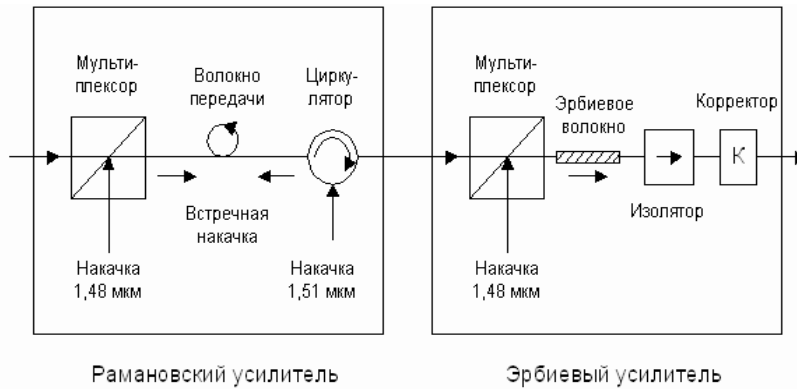 Мульти-
плексор
Волокно
передачи
Цирку-
лятор
Встречная
накачка
Накачка
1,48 мкм
Накачка
1,51 мкм
Рамановский усилитель
Мульти-
плексор
Эрбиевое
волокно
Корректор
К
Изолятор
Накачка
1,48 мкм
Эрбиевый усилитель